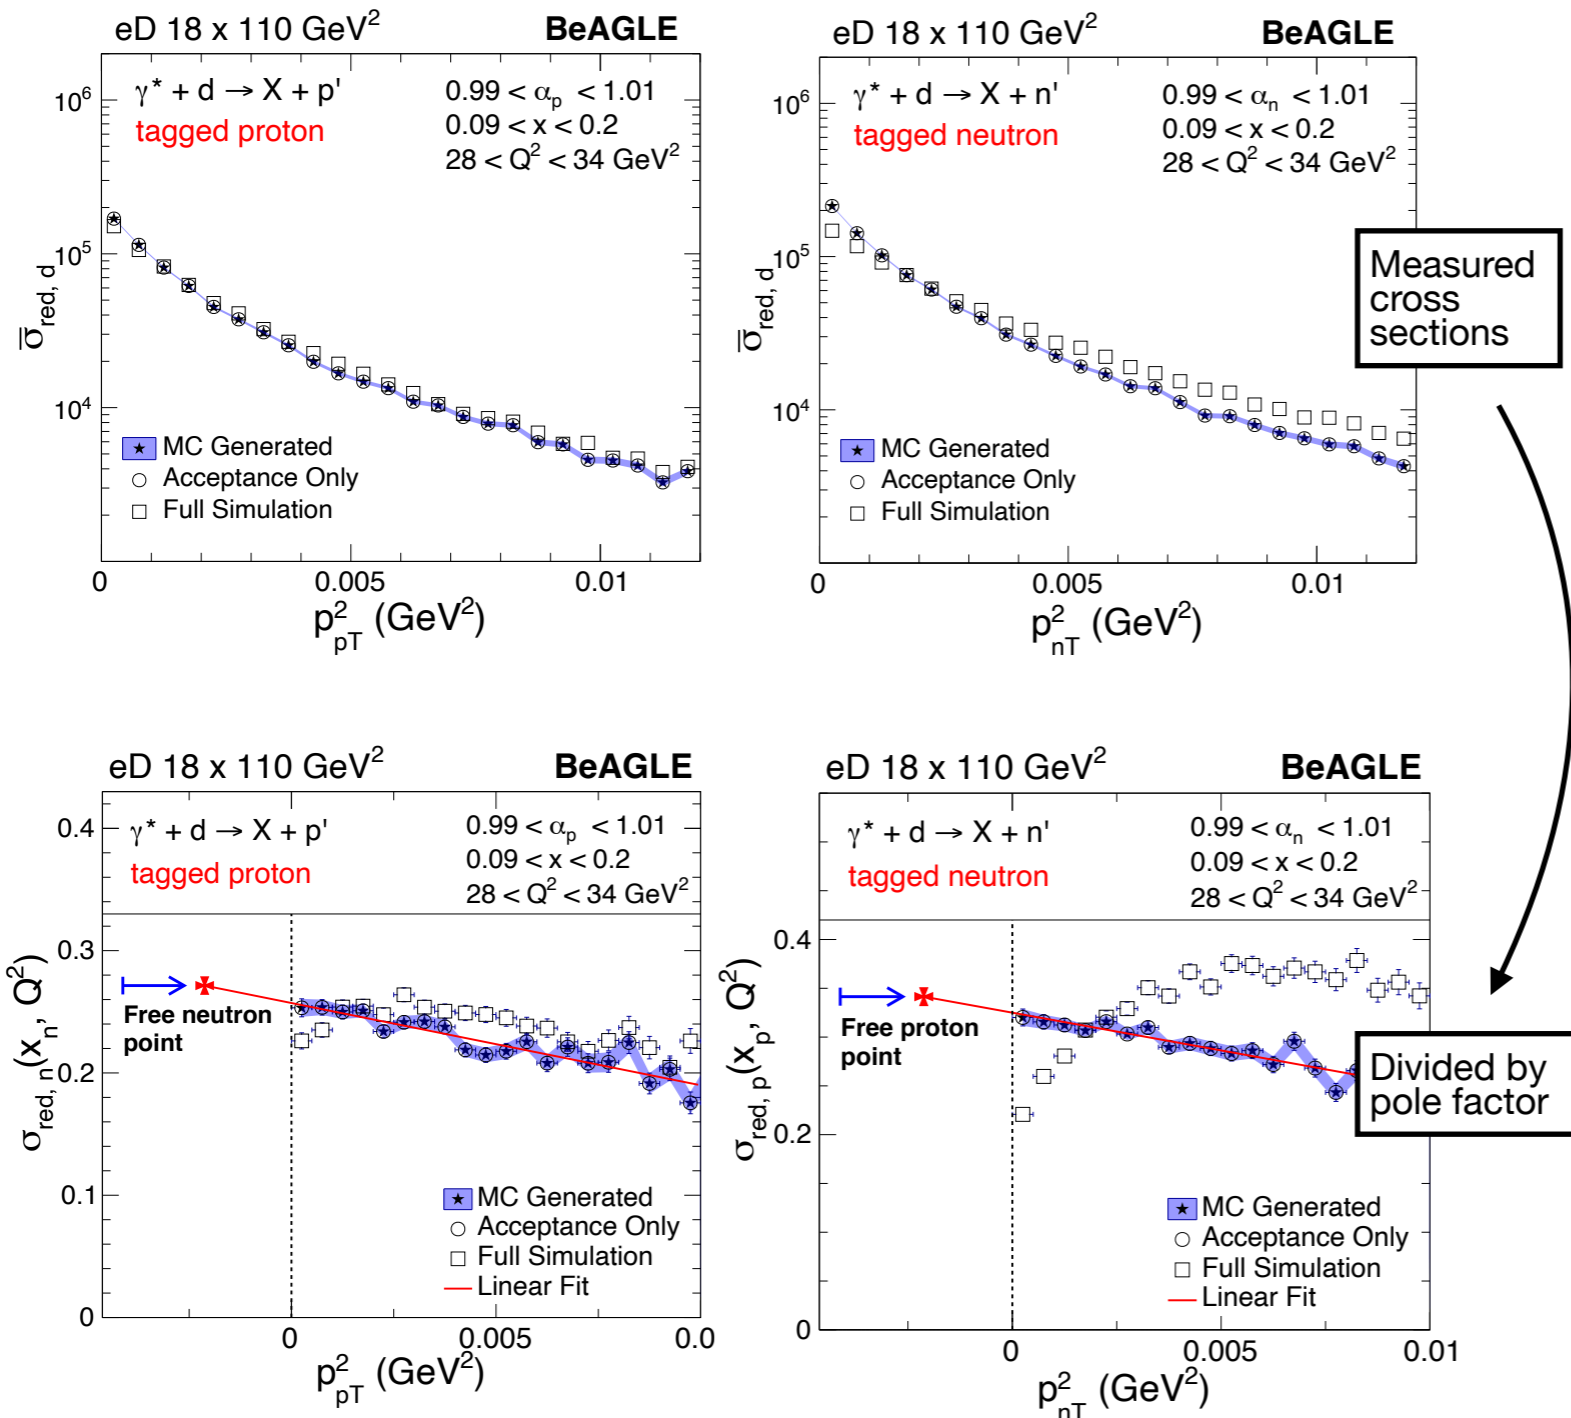 eD 18 x 110 GeV² BeAGLE
γ* + d → X + p'
tagged proton
0.99 < αp < 1.01
0.09 < x < 0.2
28 < Q² < 34 GeV²
10⁶
10⁵
10⁴
σ̅red, d
MC Generated
Acceptance Only
Full Simulation
0 0.005 0.01
p²pT (GeV²)
eD 18 x 110 GeV² BeAGLE
γ* + d → X + n'
tagged neutron
0.99 < αn < 1.01
0.09 < x < 0.2
28 < Q² < 34 GeV²
10⁶
10⁵
10⁴
σ̅red, d
MC Generated
Acceptance Only
Full Simulation
0 0.005 0.01
p²nT (GeV²)
Measured
cross
sections
eD 18 x 110 GeV² BeAGLE
γ* + d → X + p'
tagged proton
0.99 < αp < 1.01
0.09 < x < 0.2
28 < Q² < 34 GeV²
0.4
0.3
0.2
0.1
0
σred, n(xn, Q²)
Free neutron
point
MC Generated
Acceptance Only
Full Simulation
Linear Fit
0 0.005 0.0
p²pT (GeV²)
eD 18 x 110 GeV² BeAGLE
γ* + d → X + n'
tagged neutron
0.99 < αn < 1.01
0.09 < x < 0.2
28 < Q² < 34 GeV²
0.4
0.2
0
σred, p(xp, Q²)
Free proton
point
MC Generated
Acceptance Only
Full Simulation
Linear Fit
0 0.005 0.01
p²nT (GeV²)
Divided by
pole factor